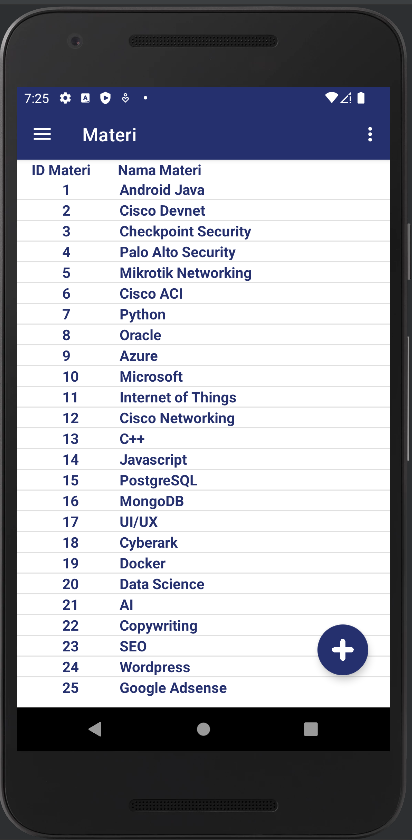 7:25
Materi
ID Materi Nama Materi
1 Android Java
2 Cisco Devnet
3 Checkpoint Security
4 Palo Alto Security
5 Mikrotik Networking
6 Cisco ACI
7 Python
8 Oracle
9 Azure
10 Microsoft
11 Internet of Things
12 Cisco Networking
13 C++
14 Javascript
15 PostgreSQL
16 MongoDB
17 UI/UX
18 Cyberark
19 Docker
20 Data Science
21 AI
22 Copywriting
23 SEO
24 Wordpress
25 Google Adsense